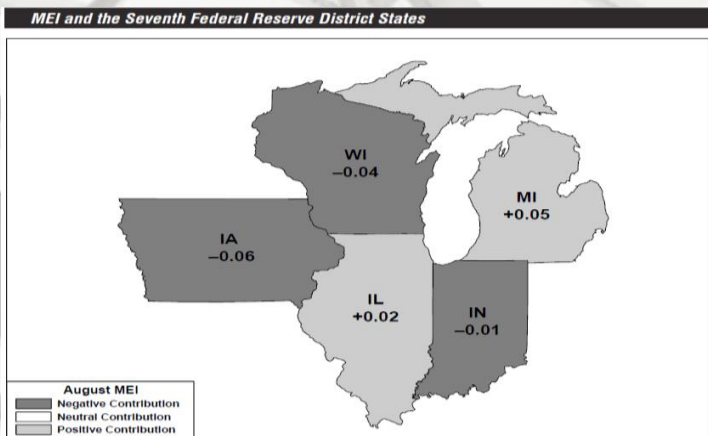 MEI and the Seventh Federal Reserve District States
WI
−0.04
MI
+0.05
IA
−0.06
IL
+0.02
IN
−0.01
August MEI
Negative Contribution
Neutral Contribution
Positive Contribution